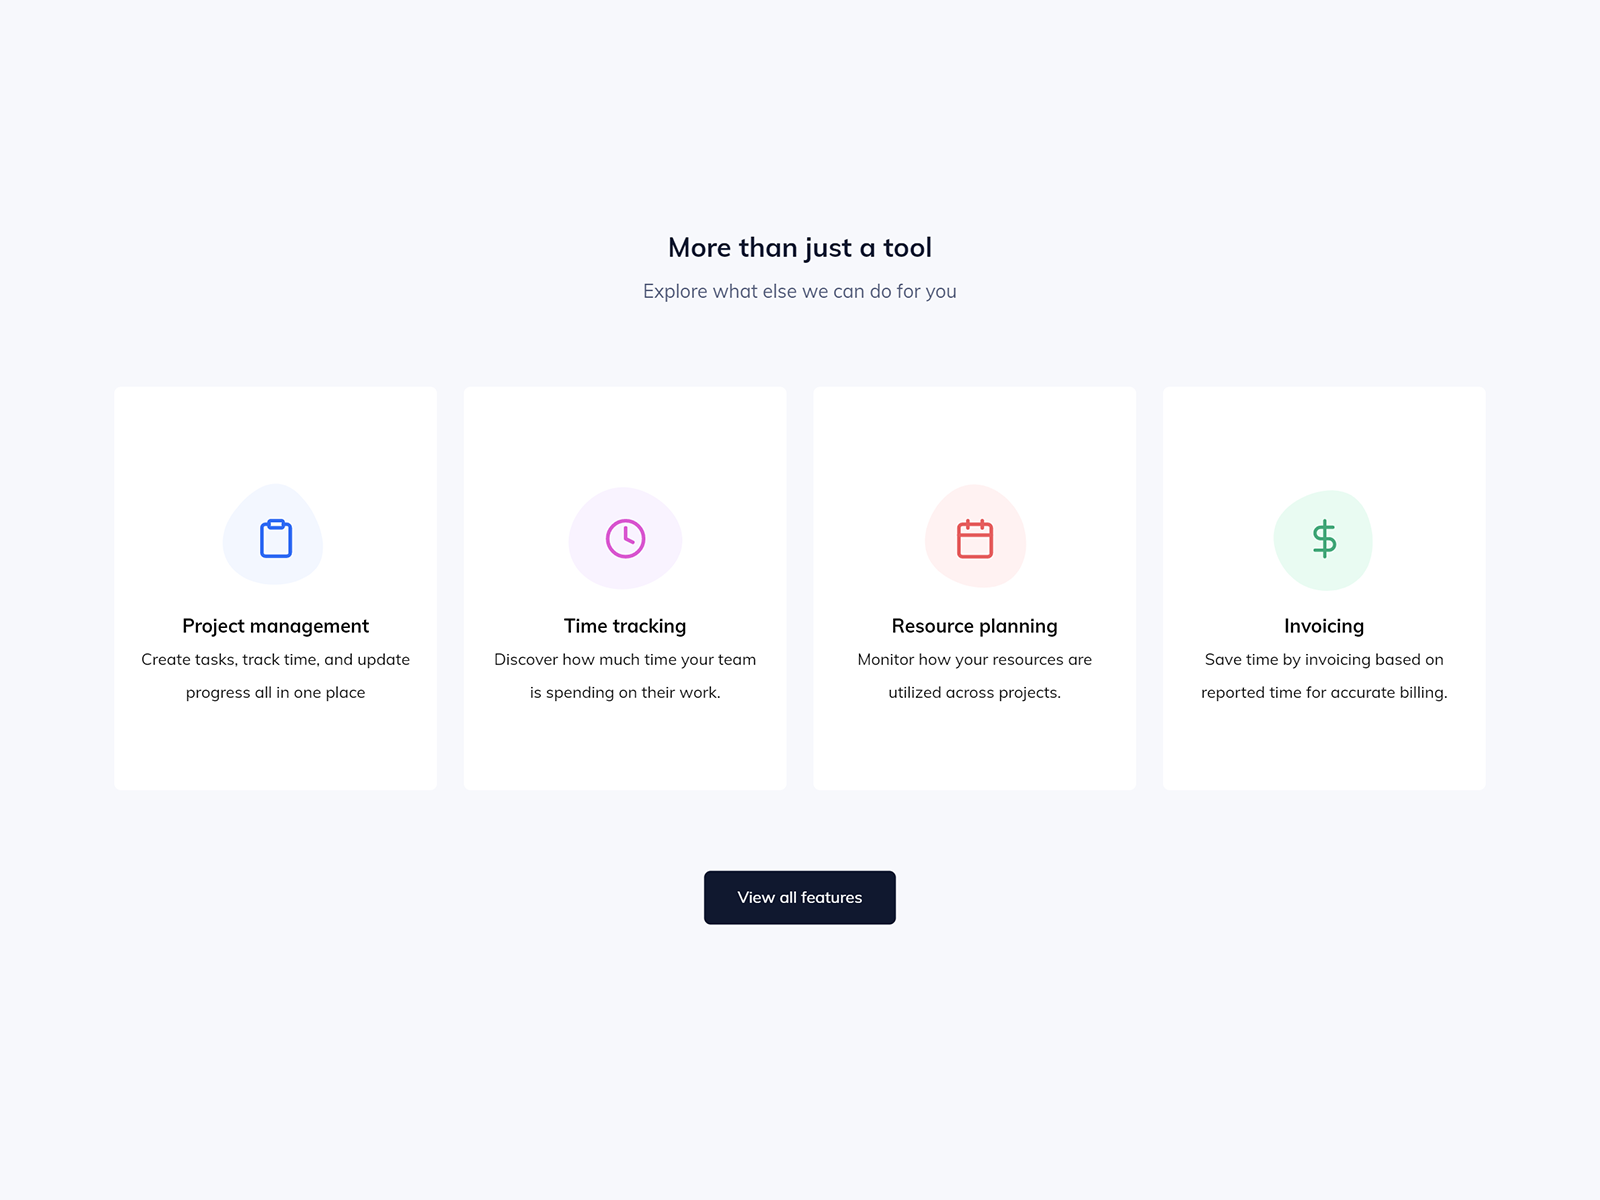 More than just a tool
Explore what else we can do for you
Project management
Create tasks, track time, and update
progress all in one place
Time tracking
Discover how much time your team
is spending on their work.
Resource planning
Monitor how your resources are
utilized across projects.
Invoicing
Save time by invoicing based on
reported time for accurate billing.
View all features